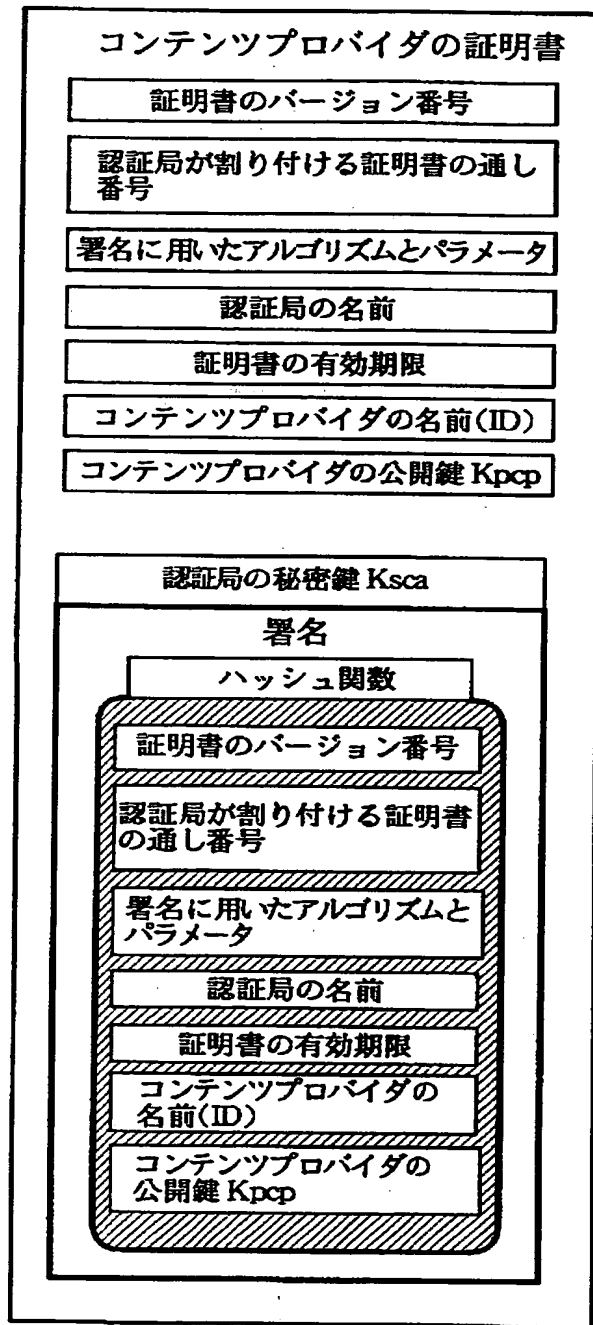 コンテンツプロバイダの証明書
証明書のバージョン番号
認証局が割り付ける証明書の通し
番号
署名に用いたアルゴリズムとパラメータ
認証局の名前
証明書の有効期限
コンテンツプロバイダの名前(ID)
コンテンツプロバイダの公開鍵 Kpcp
認証局の秘密鍵 Ksca
署名
ハッシュ関数
証明書のバージョン番号
認証局が割り付ける証明書
の通し番号
署名に用いたアルゴリズムと
パラメータ
認証局の名前
証明書の有効期限
コンテンツプロバイダの
名前(ID)
コンテンツプロバイダの
公開鍵 Kpcp